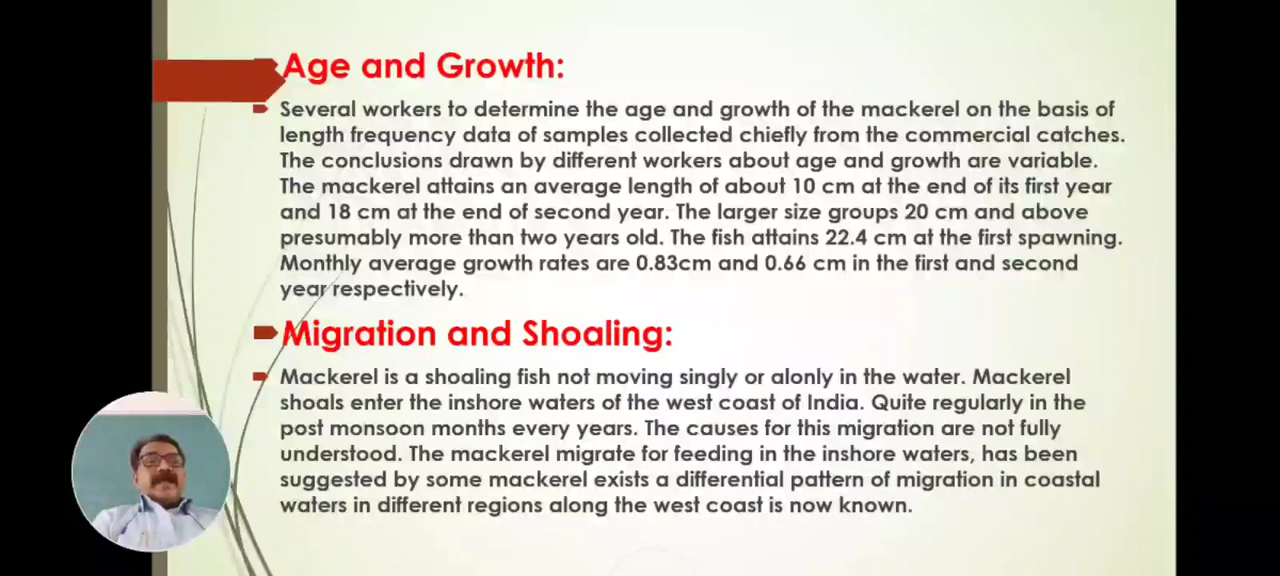 Age and Growth:
Several workers to determine the age and growth of the mackerel on the basis of
length frequency data of samples collected chiefly from the commercial catches.
The conclusions drawn by different workers about age and growth are variable.
The mackerel attains an average length of about 10 cm at the end of its first year
and 18 cm at the end of second year. The larger size groups 20 cm and above
presumably more than two years old. The fish attains 22.4 cm at the first spawning.
Monthly average growth rates are 0.83cm and 0.66 cm in the first and second
year respectively.
Migration and Shoaling:
Mackerel is a shoaling fish not moving singly or alonly in the water. Mackerel
shoals enter the inshore waters of the west coast of India. Quite regularly in the
post monsoon months every years. The causes for this migration are not fully
understood. The mackerel migrate for feeding in the inshore waters, has been
suggested by some mackerel exists a differential pattern of migration in coastal
waters in different regions along the west coast is now known.